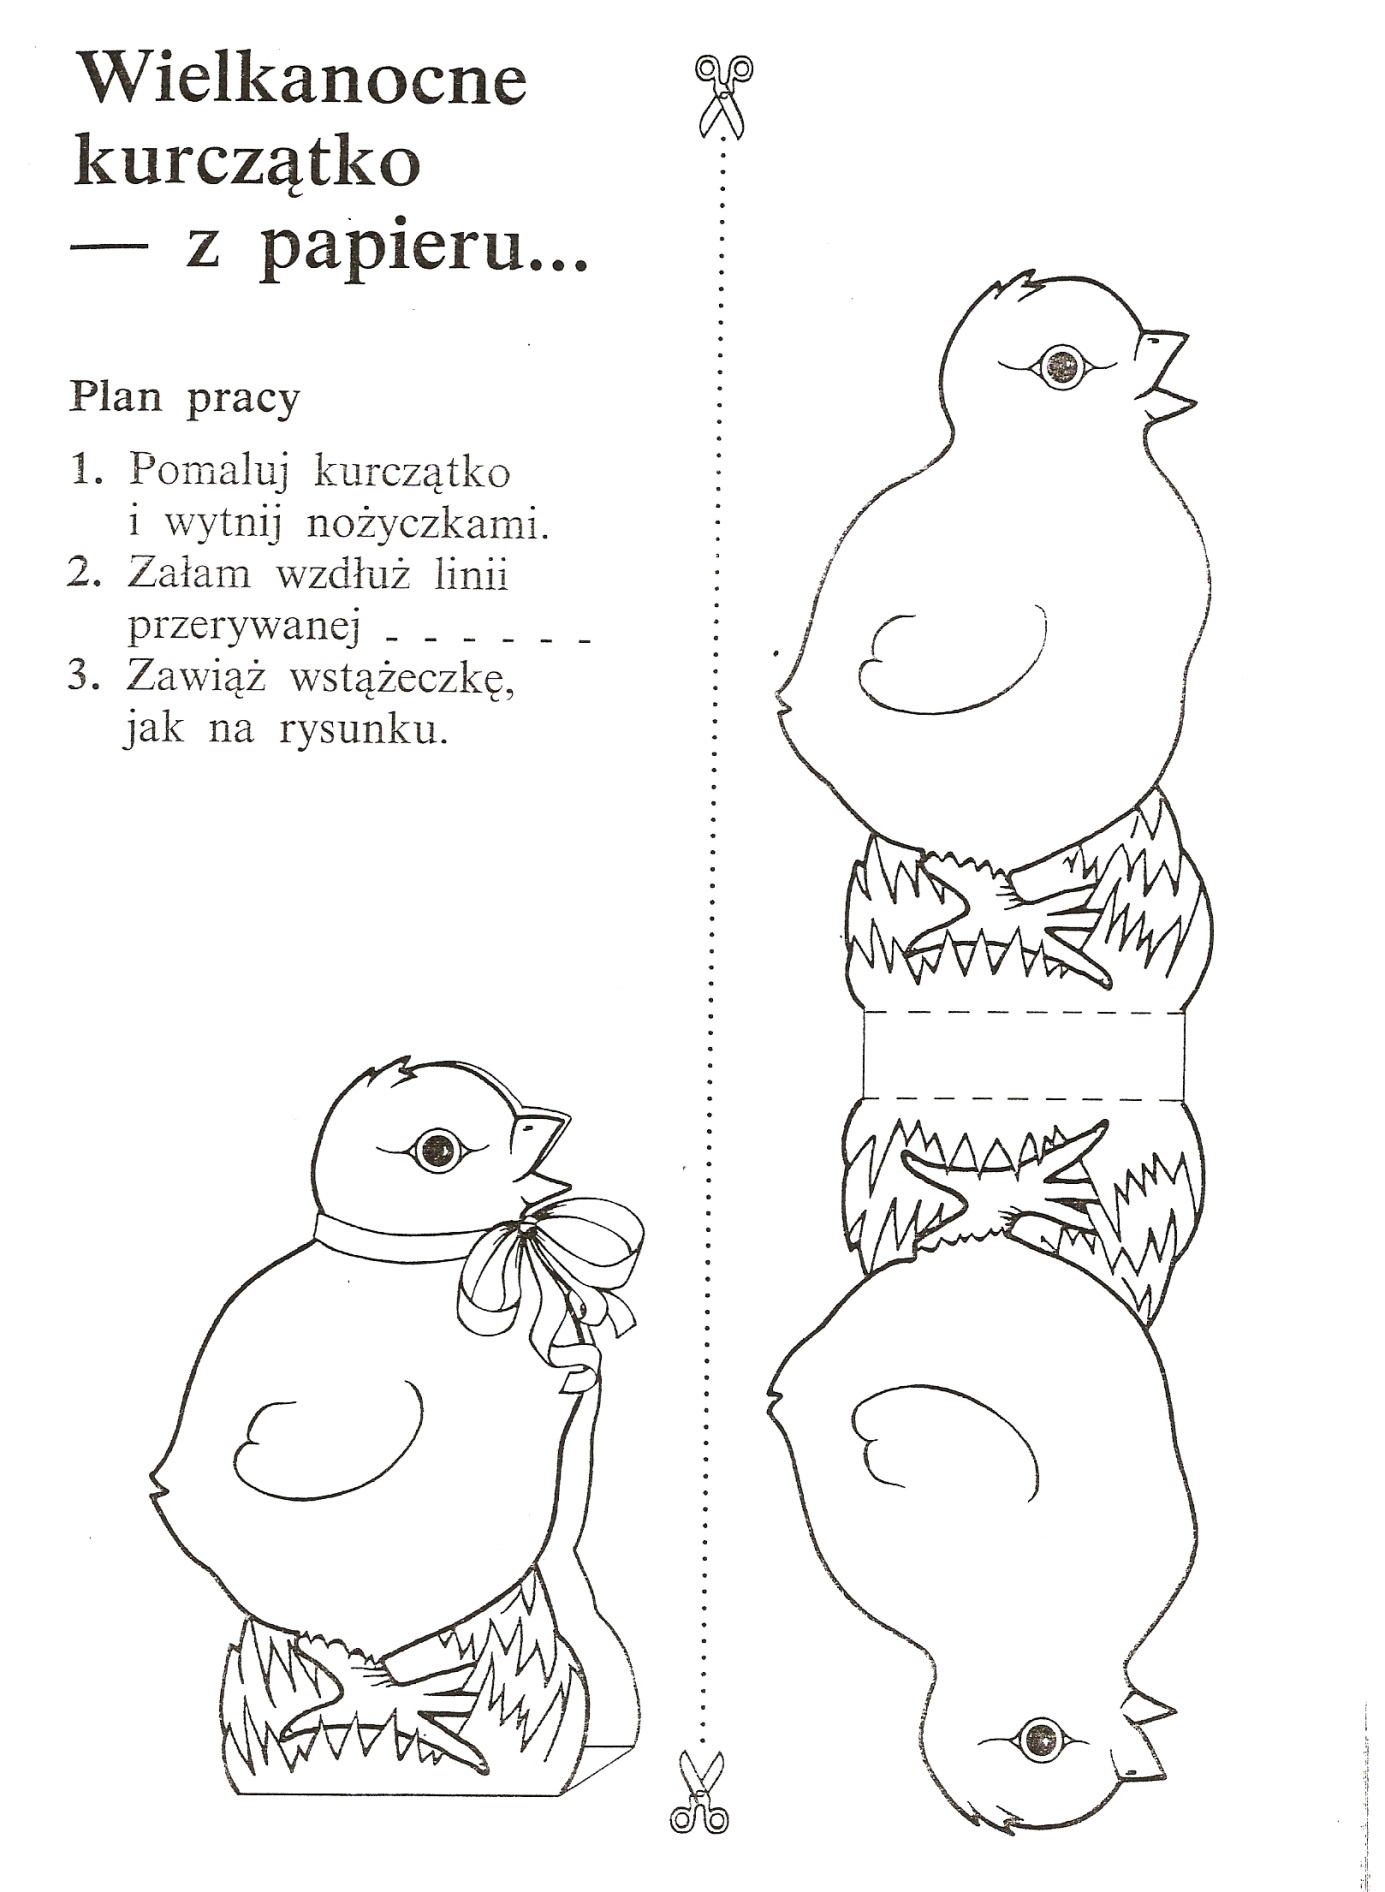 Wielkanocne
kurczątko
— z papieru...
Plan pracy
1. Pomaluj kurczątko
i wytnij nożyczkami.
2. Załam wzdłuż linii
przerywanej _ _ _ _ _ _
3. Zawiąż wstążeczkę,
jak na rysunku.